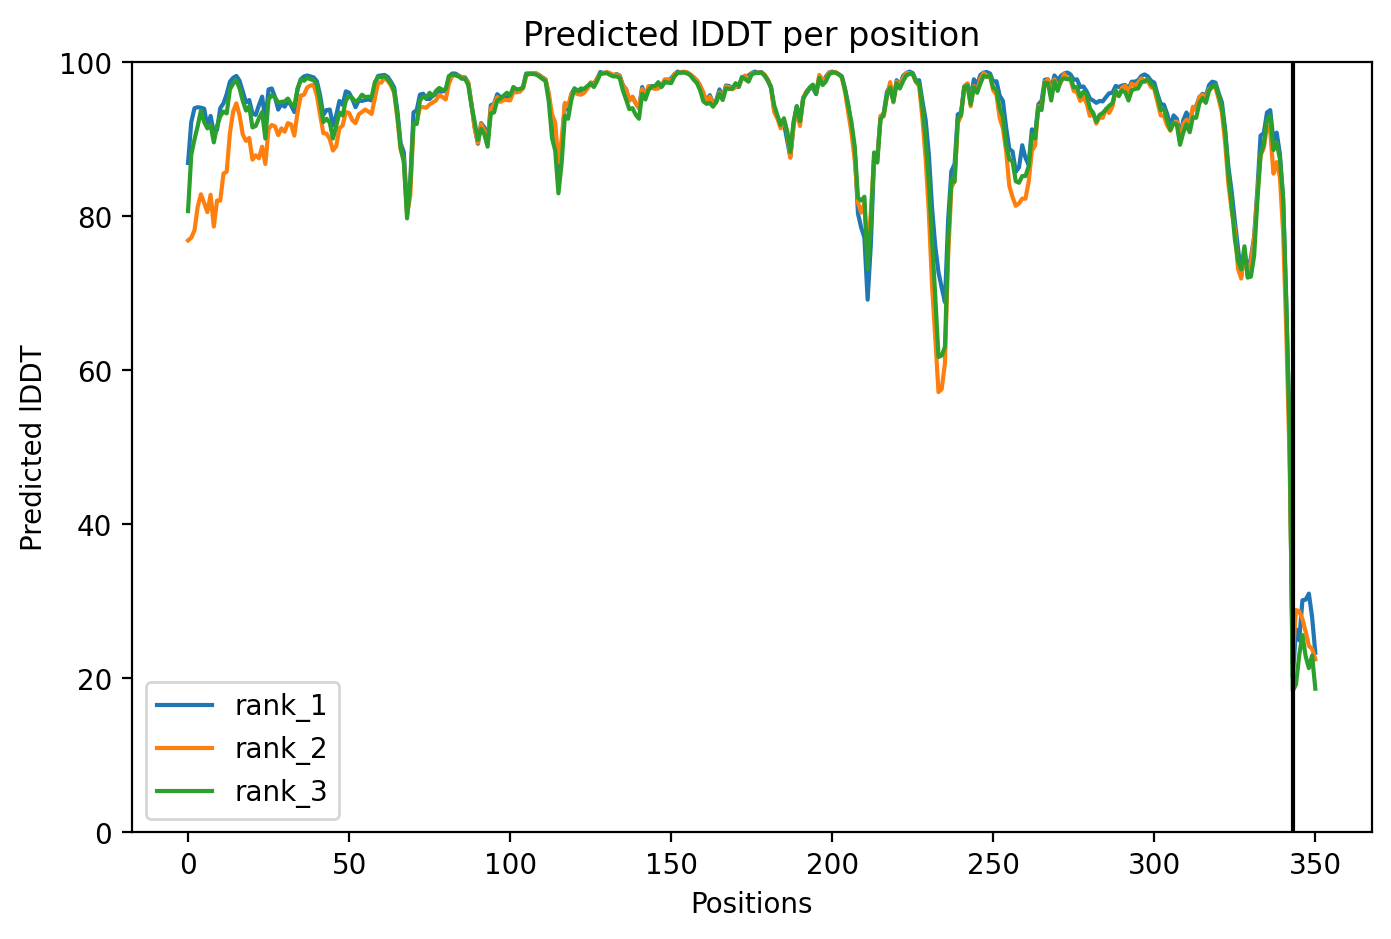 Predicted lDDT per position
100
80
60
40
20
0
Predicted lDDT
rank_1
rank_2
rank_3
0 50 100 150 200 250 300 350
Positions